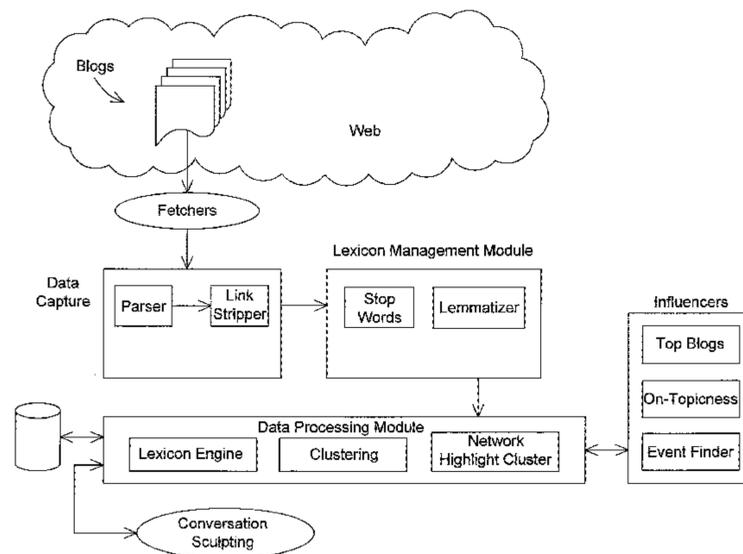 Blogs
Web
Fetchers
Lexicon Management Module
Data
Capture
Parser
Link
Stripper
Stop
Words
Lemmatizer
Influencers
Top Blogs
On-Topicness
Event Finder
Data Processing Module
Lexicon Engine
Clustering
Network
Highlight Cluster
Conversation
Sculpting